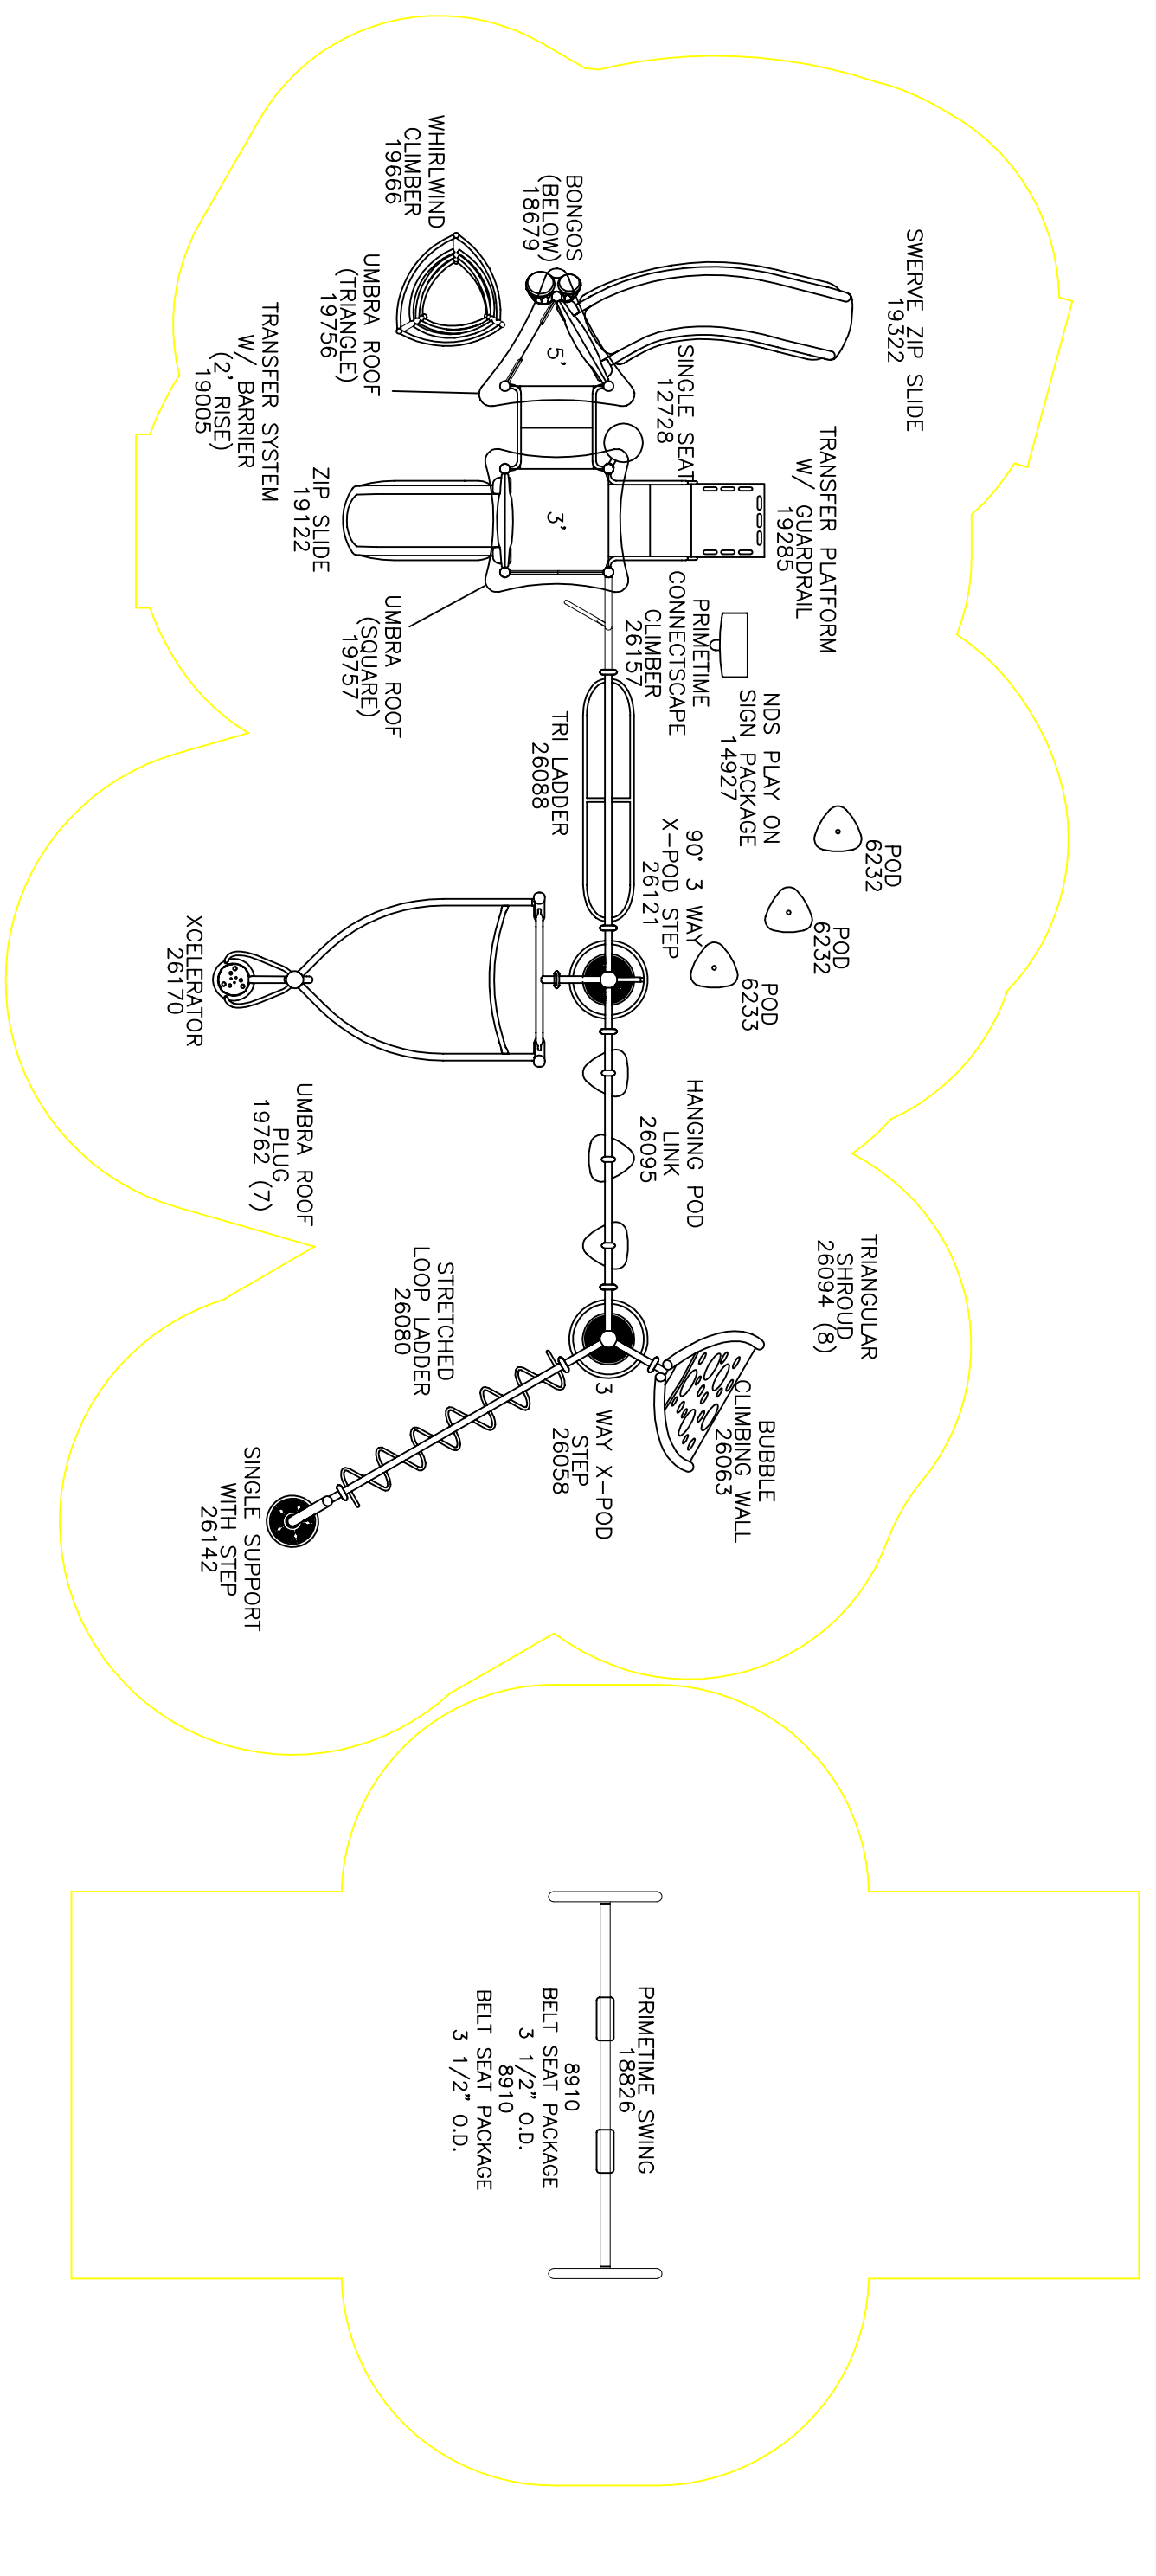 SWERVE ZIP SLIDE
19322
TRANSFER PLATFORM
W/ GUARDRAIL
19285
SINGLE SEAT
12728
BONGOS
(BELOW)
18679
WHIRLWIND
CLIMBER
19666
UMBRA ROOF
(TRIANGLE)
19756
TRANSFER SYSTEM
W/ BARRIER
(2' RISE)
19005
ZIP SLIDE
19122
5'
3'
UMBRA ROOF
(SQUARE)
19757
PRIMETIME
CONNECTSCAPE
CLIMBER
26157
NDS PLAY ON
SIGN PACKAGE
14927
TRI LADDER
26088
90° 3 WAY
X-POD STEP
26121
POD
6232
POD
6232
POD
6233
XCELERATOR
26170
HANGING POD
LINK
26095
UMBRA ROOF
PLUG
19762 (7)
TRIANGULAR
SHROUD
26094 (8)
STRETCHED
LOOP LADDER
26080
BUBBLE
CLIMBING WALL
26063
3 WAY X-POD
STEP
26058
SINGLE SUPPORT
WITH STEP
26142
PRIMETIME SWING
18826
8910
BELT SEAT PACKAGE
3 1/2" O.D.
8910
BELT SEAT PACKAGE
3 1/2" O.D.